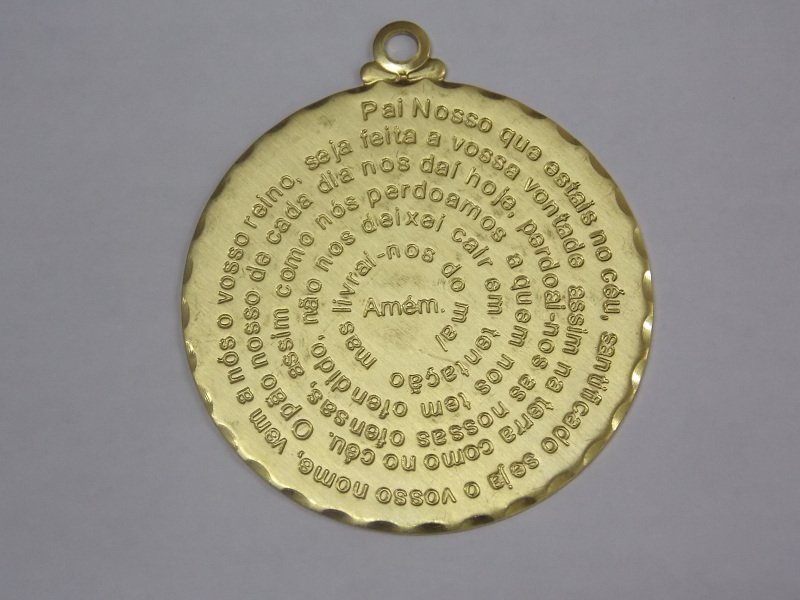 Pai Nosso que estais no céu, santificado seja o vosso nome, vem a nós o vosso reino, seja feita a vossa vontade assim na terra como no céu. Opão nosso de cada dia nos daí hoje, perdoai-nos as nossas ofensas, assim como nós perdoamos a quem nos tem ofendido, não nos deixei cair em tentação mas livrai-nos do mal
Amém.